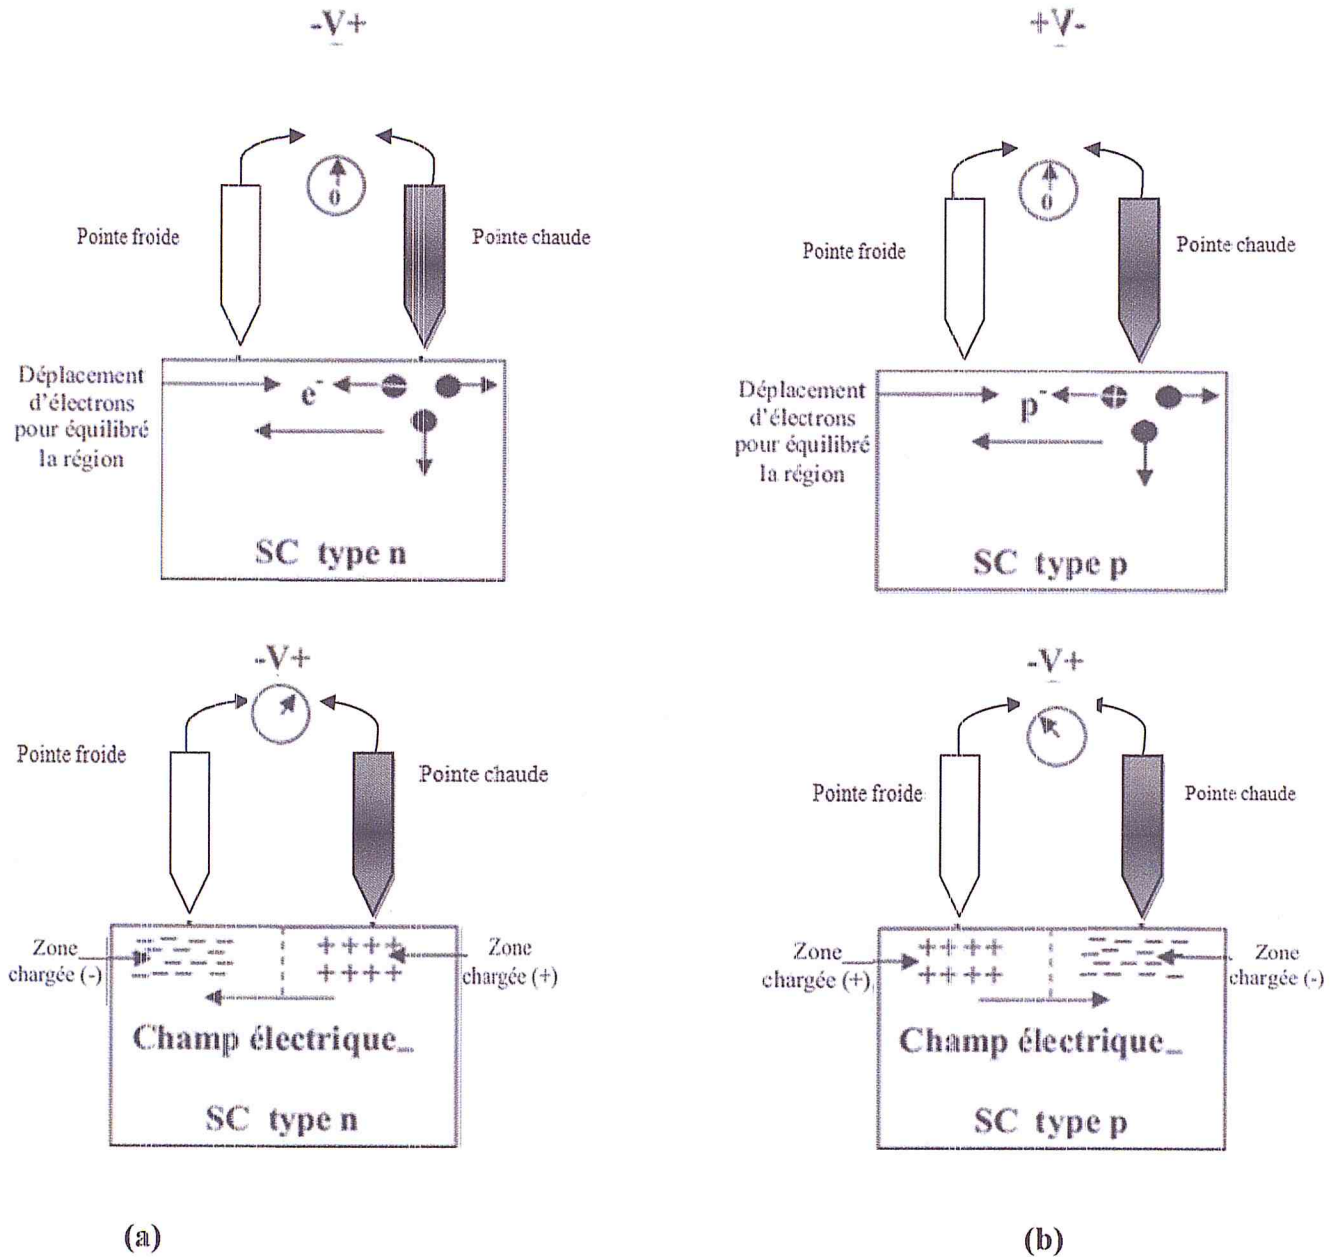 -V+
+V-
0
0
Pointe froide
Pointe chaude
Pointe froide
Pointe chaude
Déplacement
d'électrons
pour équilibré
la région
e-
Déplacement
d'électrons
pour équilibré
la région
p-
SC type n
SC type p
-V+
-V+
Pointe froide
Pointe chaude
Pointe froide
Pointe chaude
Zone
chargée (-)
++++
++++
Zone
chargée (+)
Zone
chargée (+)
++++
++++
Zone
chargée (-)
Champ électrique
Champ électrique
SC type n
SC type p
(a)
(b)